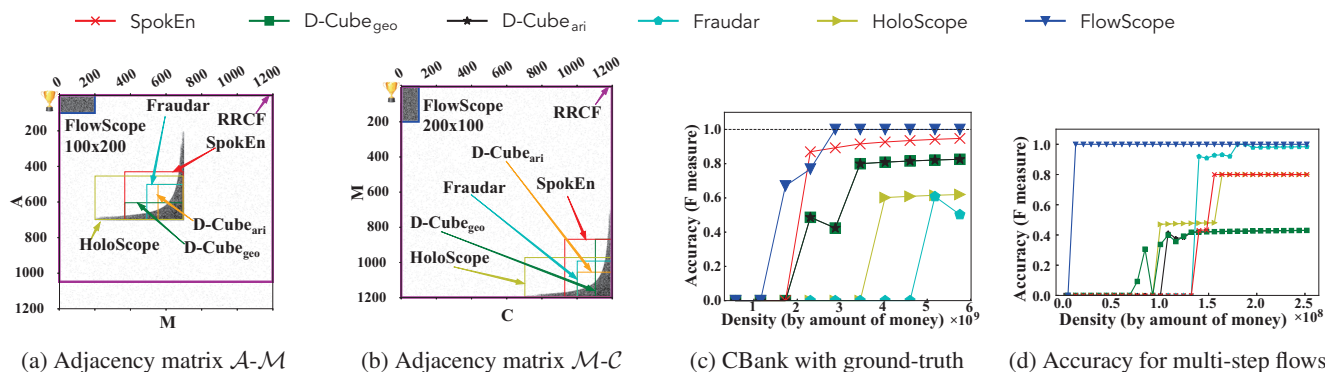 SpokEn D-Cube_geo D-Cube_ari Fraudar HoloScope FlowScope
0 200 400 600 800 1000 1200
FlowScope
100x200
Fraudar
RRCF
SpokEn
D-Cube_ari
D-Cube_geo
HoloScope
200
400
600
800
1000
1200
A
M
0 200 400 600 800 1000 1200
FlowScope
200x100
RRCF
D-Cube_ari
Fraudar
SpokEn
D-Cube_geo
HoloScope
200
400
600
800
1000
1200
M
C
Accuracy (F measure)
1.0
0.8
0.6
0.4
0.2
0.0
1 2 3 4 5 6
×10⁹
Density (by amount of money)
Accuracy (F measure)
1.0
0.8
0.6
0.4
0.2
0.0
0.0 0.5 1.0 1.5 2.0 2.5
×10⁸
Density (by amount of money)
(a) Adjacency matrix 𝒜-ℳ
(b) Adjacency matrix ℳ-𝒞
(c) CBank with ground-truth
(d) Accuracy for multi-step flows